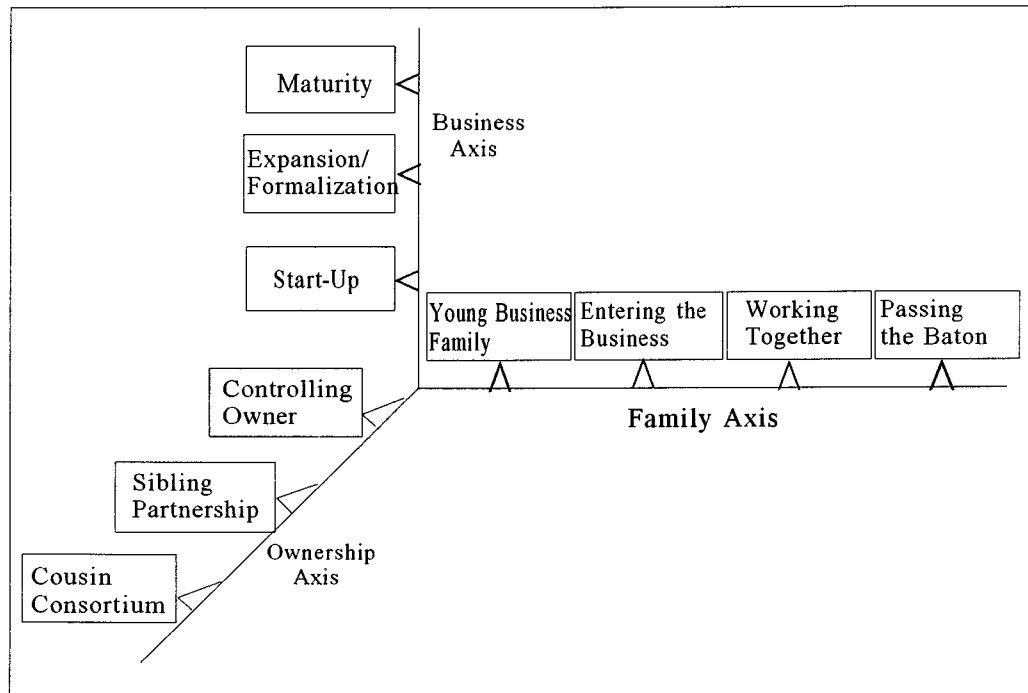 Maturity
Business
Axis
Expansion/
Formalization
Start-Up
Young Business
Family
Entering the
Business
Working
Together
Passing
the Baton
Controlling
Owner
Family Axis
Sibling
Partnership
Ownership
Axis
Cousin
Consortium